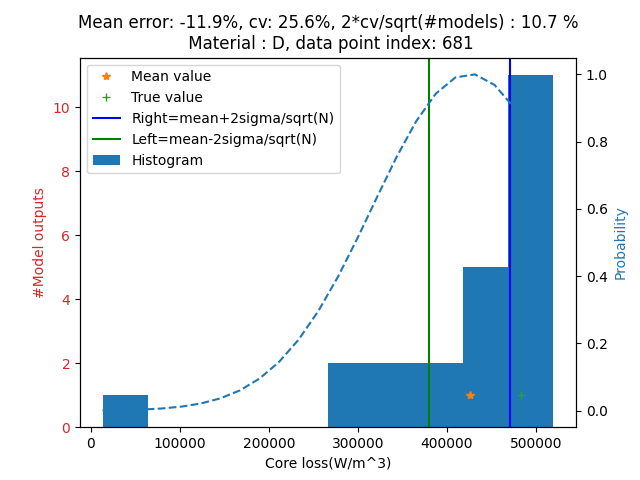 Mean error: -11.9%, cv: 25.6%, 2*cv/sqrt(#models) : 10.7 %
Material : D, data point index: 681
Mean value
True value
Right=mean+2sigma/sqrt(N)
Left=mean-2sigma/sqrt(N)
Histogram
#Model outputs
10
8
6
4
2
0
Probability
1.0
0.8
0.6
0.4
0.2
0.0
0 100000 200000 300000 400000 500000
Core loss(W/m^3)